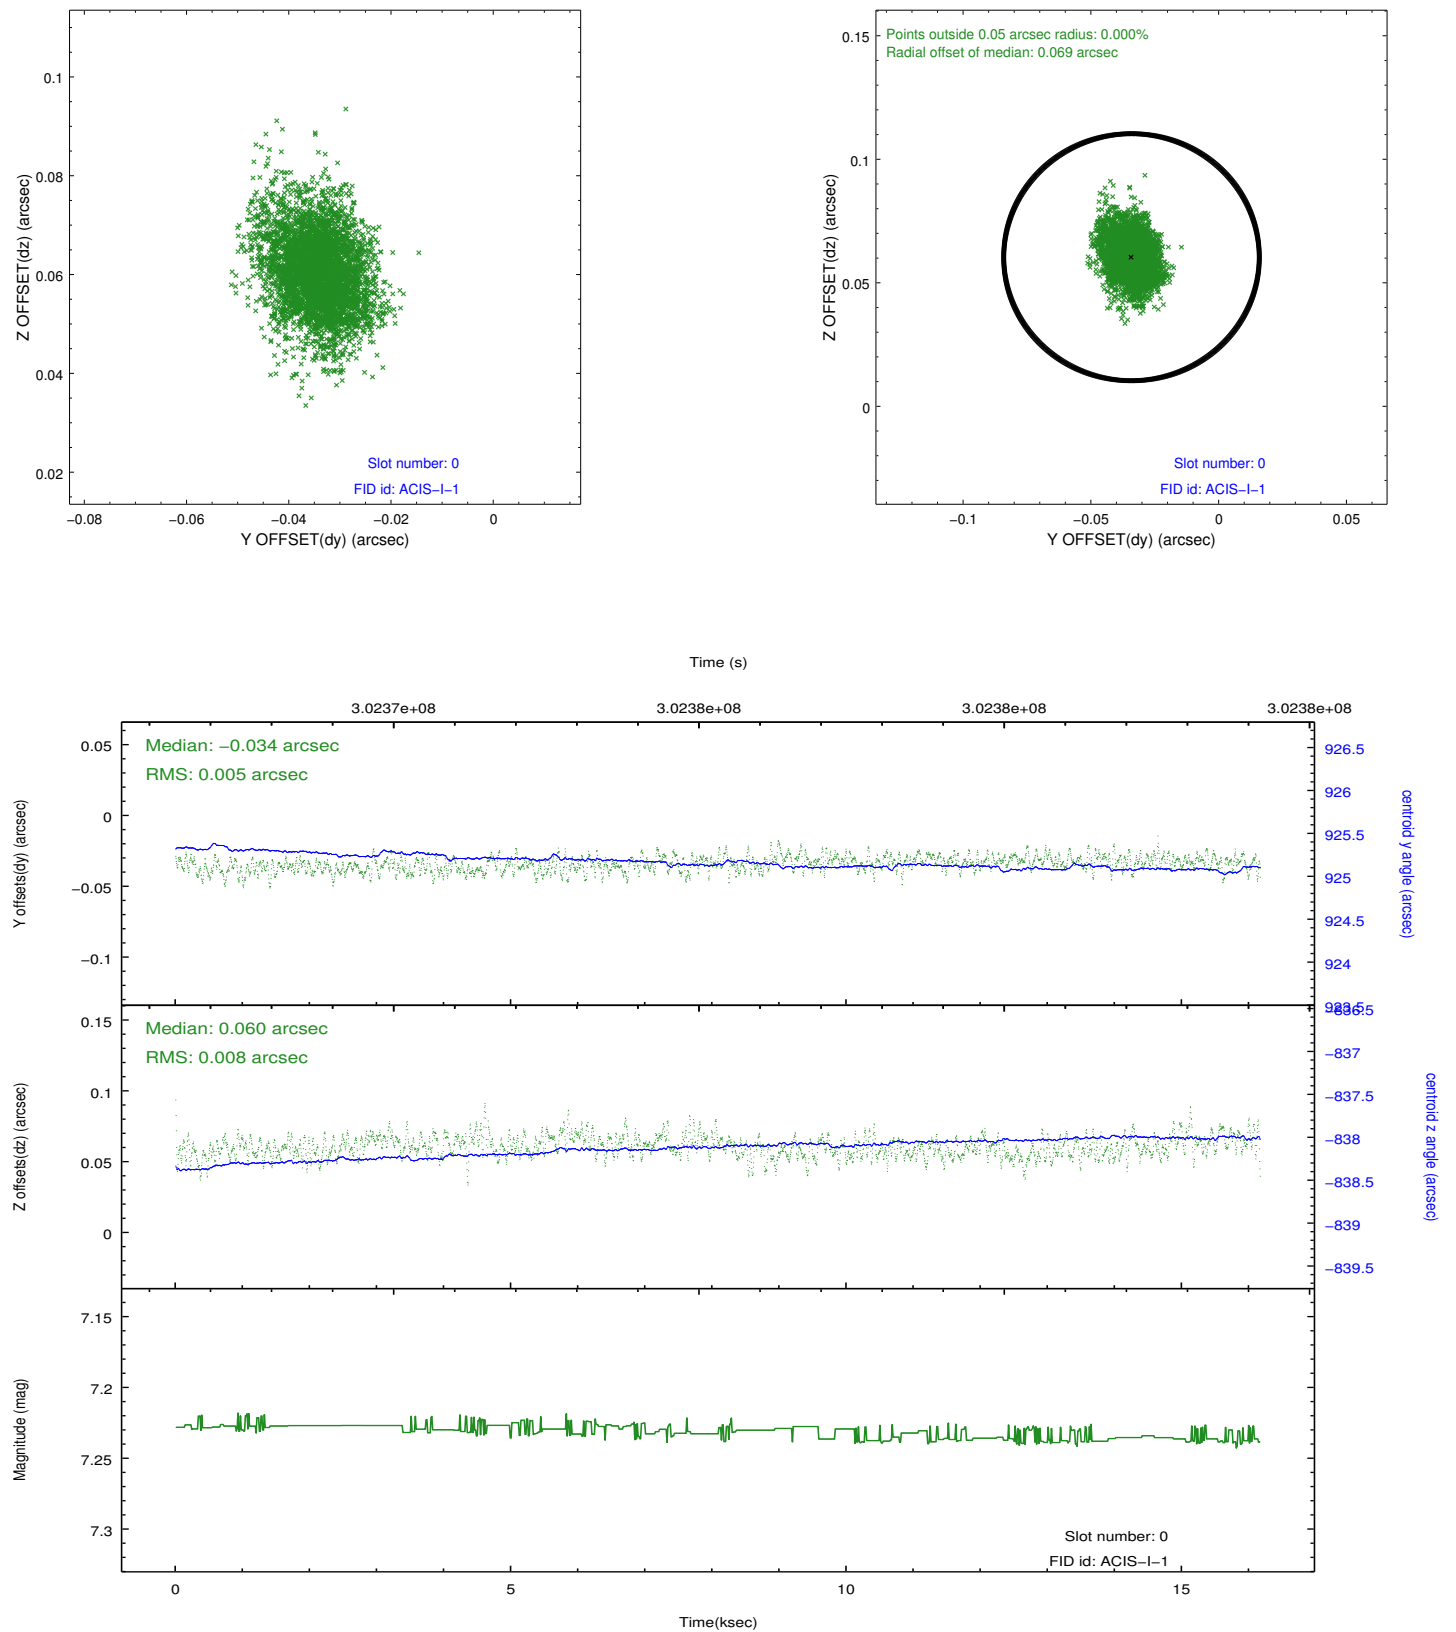 0.1
0.08
0.06
0.04
0.02
Z OFFSET(dz) (arcsec)
Slot number: 0
FID id: ACIS−I−1
−0.08
−0.06
−0.04
−0.02
0
Y OFFSET(dy) (arcsec)
Points outside 0.05 arcsec radius: 0.000%
Radial offset of median: 0.069 arcsec
0.15
0.1
0.05
0
Z OFFSET(dz) (arcsec)
Slot number: 0
FID id: ACIS−I−1
−0.1
−0.05
0
0.05
Y OFFSET(dy) (arcsec)
Time (s)
3.0237e+08
3.0238e+08
3.0238e+08
3.0238e+08
Median: −0.034 arcsec
RMS: 0.005 arcsec
0.05
0
−0.05
−0.1
Y offsets(dy) (arcsec)
926.5
926
925.5
925
924.5
924
923.5
centroid y angle (arcsec)
Median: 0.060 arcsec
RMS: 0.008 arcsec
0.15
0.1
0.05
0
Z offsets(dz) (arcsec)
−836.5
−837
−837.5
−838
−838.5
−839
−839.5
centroid z angle (arcsec)
7.15
7.2
7.25
7.3
Magnitude (mag)
Slot number: 0
FID id: ACIS−I−1
0
5
10
15
Time(ksec)